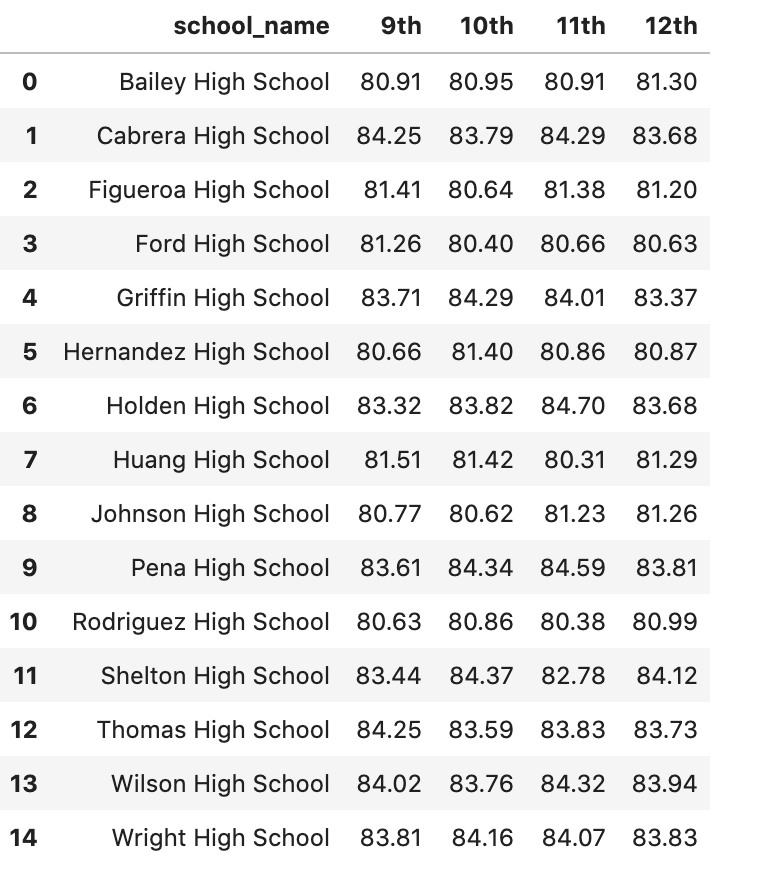 school_name 9th 10th 11th 12th
0 Bailey High School 80.91 80.95 80.91 81.30
1 Cabrera High School 84.25 83.79 84.29 83.68
2 Figueroa High School 81.41 80.64 81.38 81.20
3 Ford High School 81.26 80.40 80.66 80.63
4 Griffin High School 83.71 84.29 84.01 83.37
5 Hernandez High School 80.66 81.40 80.86 80.87
6 Holden High School 83.32 83.82 84.70 83.68
7 Huang High School 81.51 81.42 80.31 81.29
8 Johnson High School 80.77 80.62 81.23 81.26
9 Pena High School 83.61 84.34 84.59 83.81
10 Rodriguez High School 80.63 80.86 80.38 80.99
11 Shelton High School 83.44 84.37 82.78 84.12
12 Thomas High School 84.25 83.59 83.83 83.73
13 Wilson High School 84.02 83.76 84.32 83.94
14 Wright High School 83.81 84.16 84.07 83.83